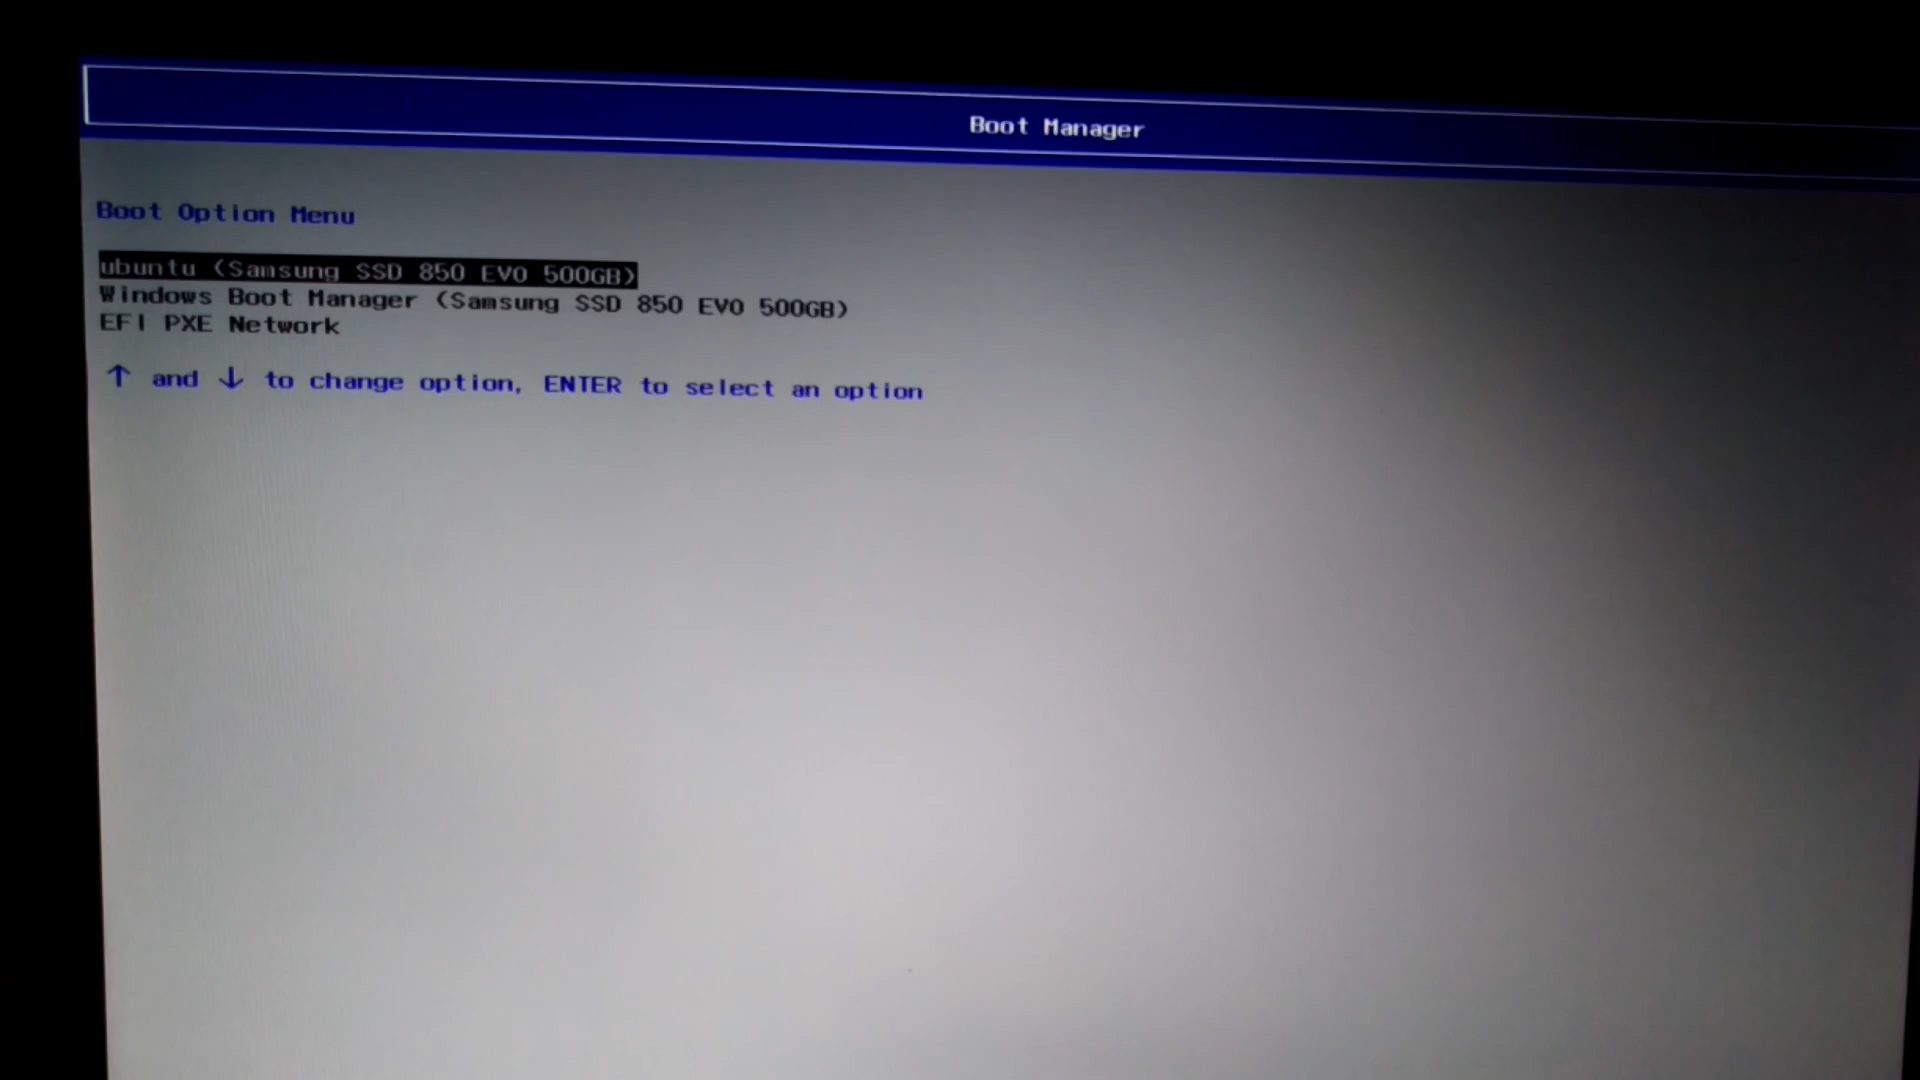 Boot Manager
Boot Option Menu
ubuntu (Samsung SSD 850 EVO 500GB)
Windows Boot Manager (Samsung SSD 850 EVO 500GB)
EFI PXE Network
↑ and ↓ to change option, ENTER to select an option